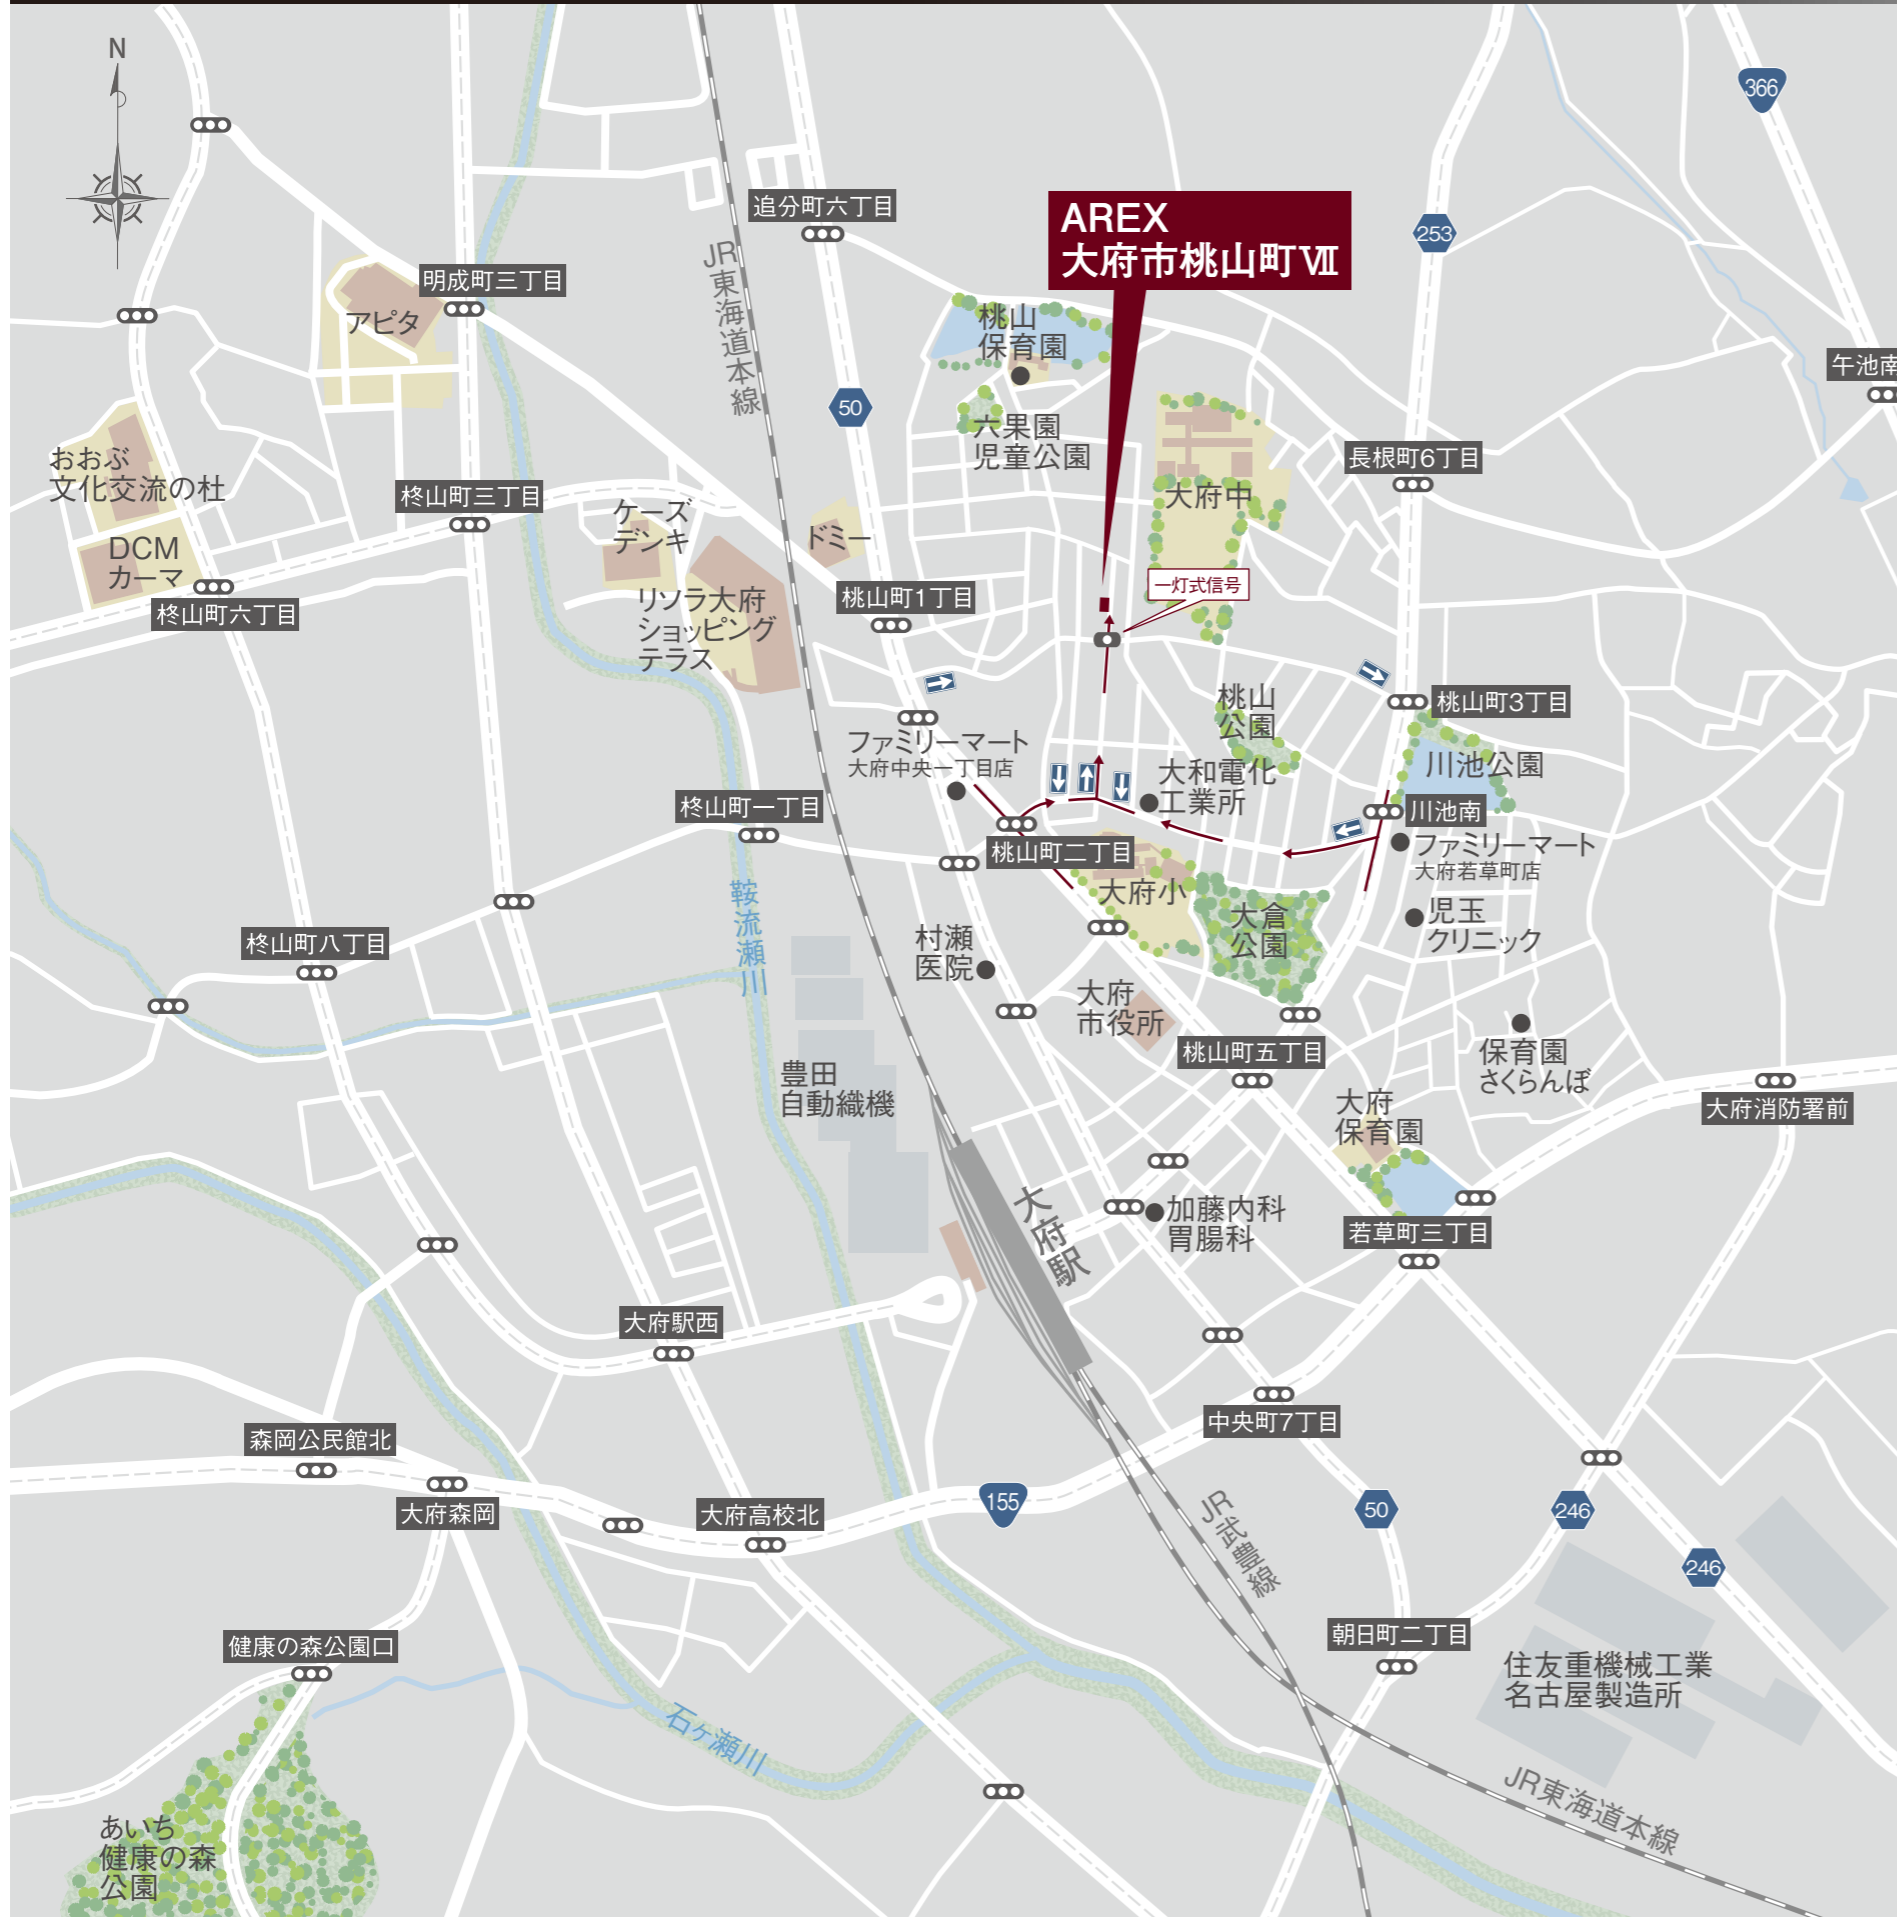 N
366
追分町六丁目
AREX
大府市桃山町Ⅶ
253
JR東海道本線
明成町三丁目
アピタ
桃山
保育園
午池南
50
六果園
児童公園
おおぶ
文化交流の杜
長根町6丁目
柊山町三丁目
大府中
ケーズ
デンキ
ドミー
DCM
カーマ
一灯式信号
柊山町六丁目
桃山町1丁目
リソラ大府
ショッピング
テラス
桃山
公園
桃山町3丁目
ファミリーマート
大府中央一丁目店
大和電化
工業所
川池公園
柊山町一丁目
川池南
桃山町二丁目
ファミリーマート
大府若草町店
大府小
鞍流瀬川
大倉
公園
児玉
クリニック
柊山町八丁目
村瀬
医院
大府
市役所
桃山町五丁目
保育園
さくらんぼ
豊田
自動織機
大府
保育園
大府消防署前
大府駅
加藤内科
胃腸科
若草町三丁目
大府駅西
中央町7丁目
森岡公民館北
大府森岡
大府高校北
155
50
246
JR武豊線
246
健康の森公園口
朝日町二丁目
住友重機械工業
名古屋製造所
石ヶ瀬川
JR東海道本線
あいち
健康の森
公園